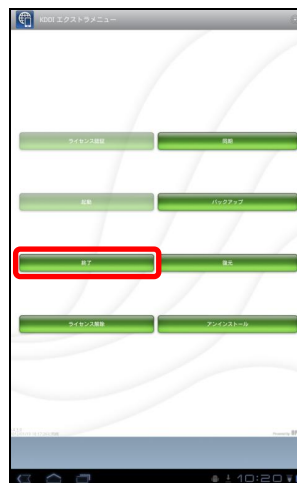 KDDI エクストラメニュー
ライセンス認証
同期
起動
バックアップ
終了
復元
ライセンス解除
アンインストール
10:20